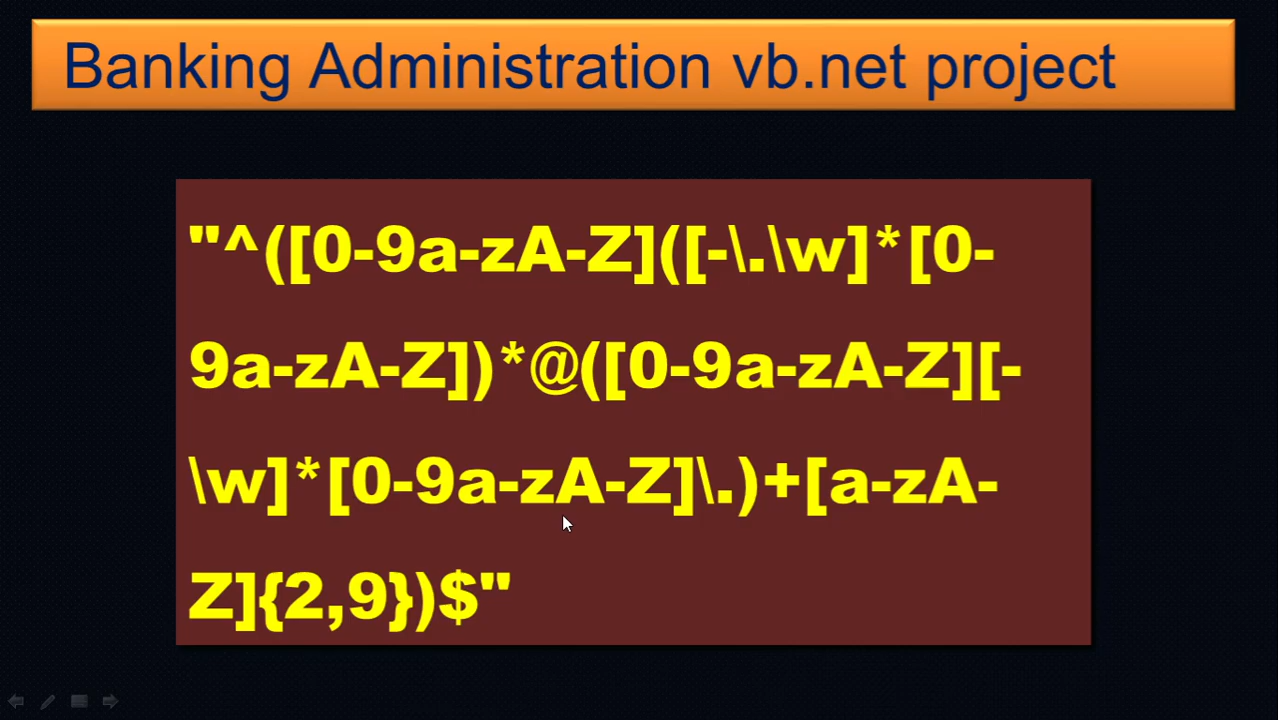 Banking Administration vb.net project
"^([0-9a-zA-Z]([-\.\w]*[0-
9a-zA-Z])*@([0-9a-zA-Z][-
\w]*[0-9a-zA-Z]\.)+[a-zA-
Z]{2,9})$"